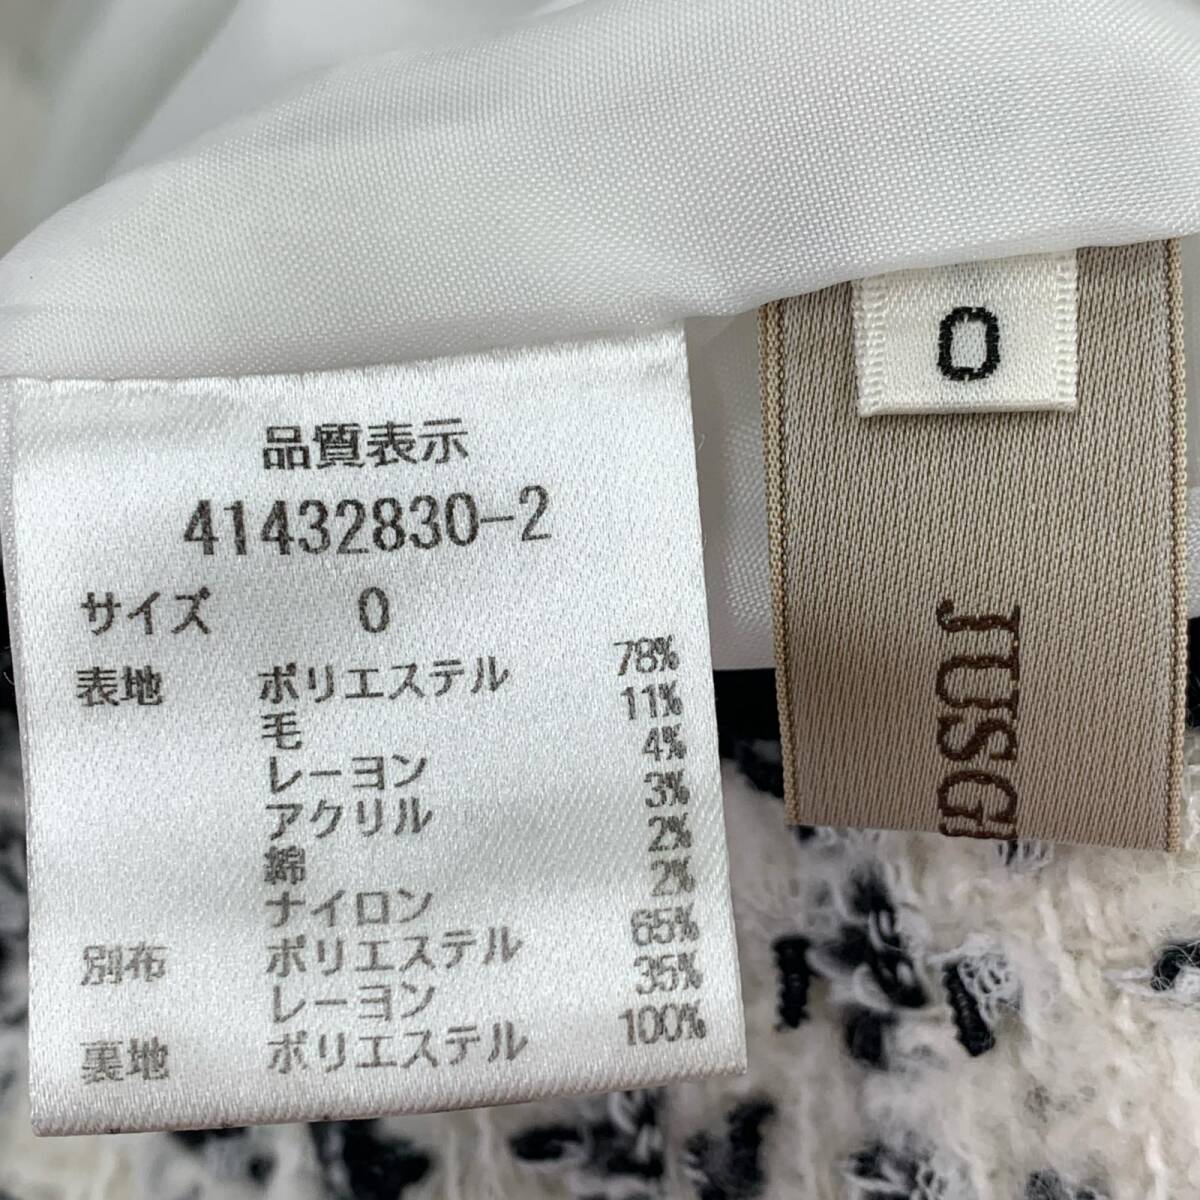 品質表示
41432830-2
サイズ 0
表地 ポリエステル 78%
毛 11%
レーヨン 4%
アクリル 3%
綿 2%
ナイロン 2%
別布 ポリエステル 65%
レーヨン 35%
裏地 ポリエステル 100%
0